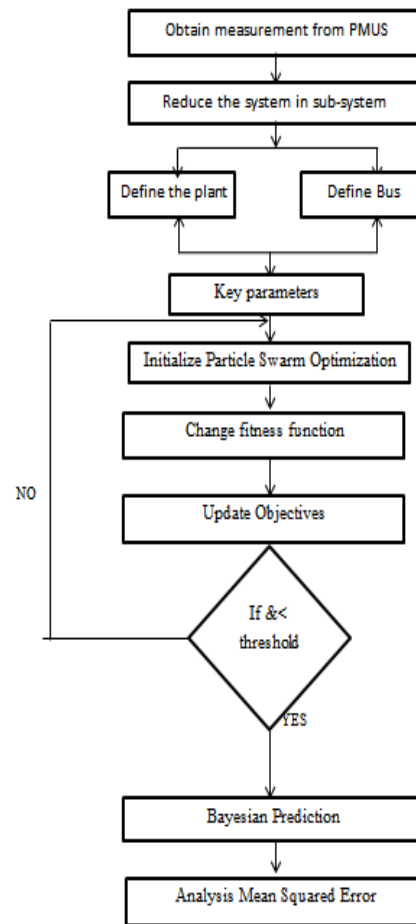 Obtain measurement from PMUS
Reduce the system in sub-system
Define the plant
Define Bus
Key parameters
Initialize Particle Swarm Optimization
Change fitness function
NO
Update Objectives
If &<
threshold
YES
Bayesian Prediction
Analysis Mean Squared Error